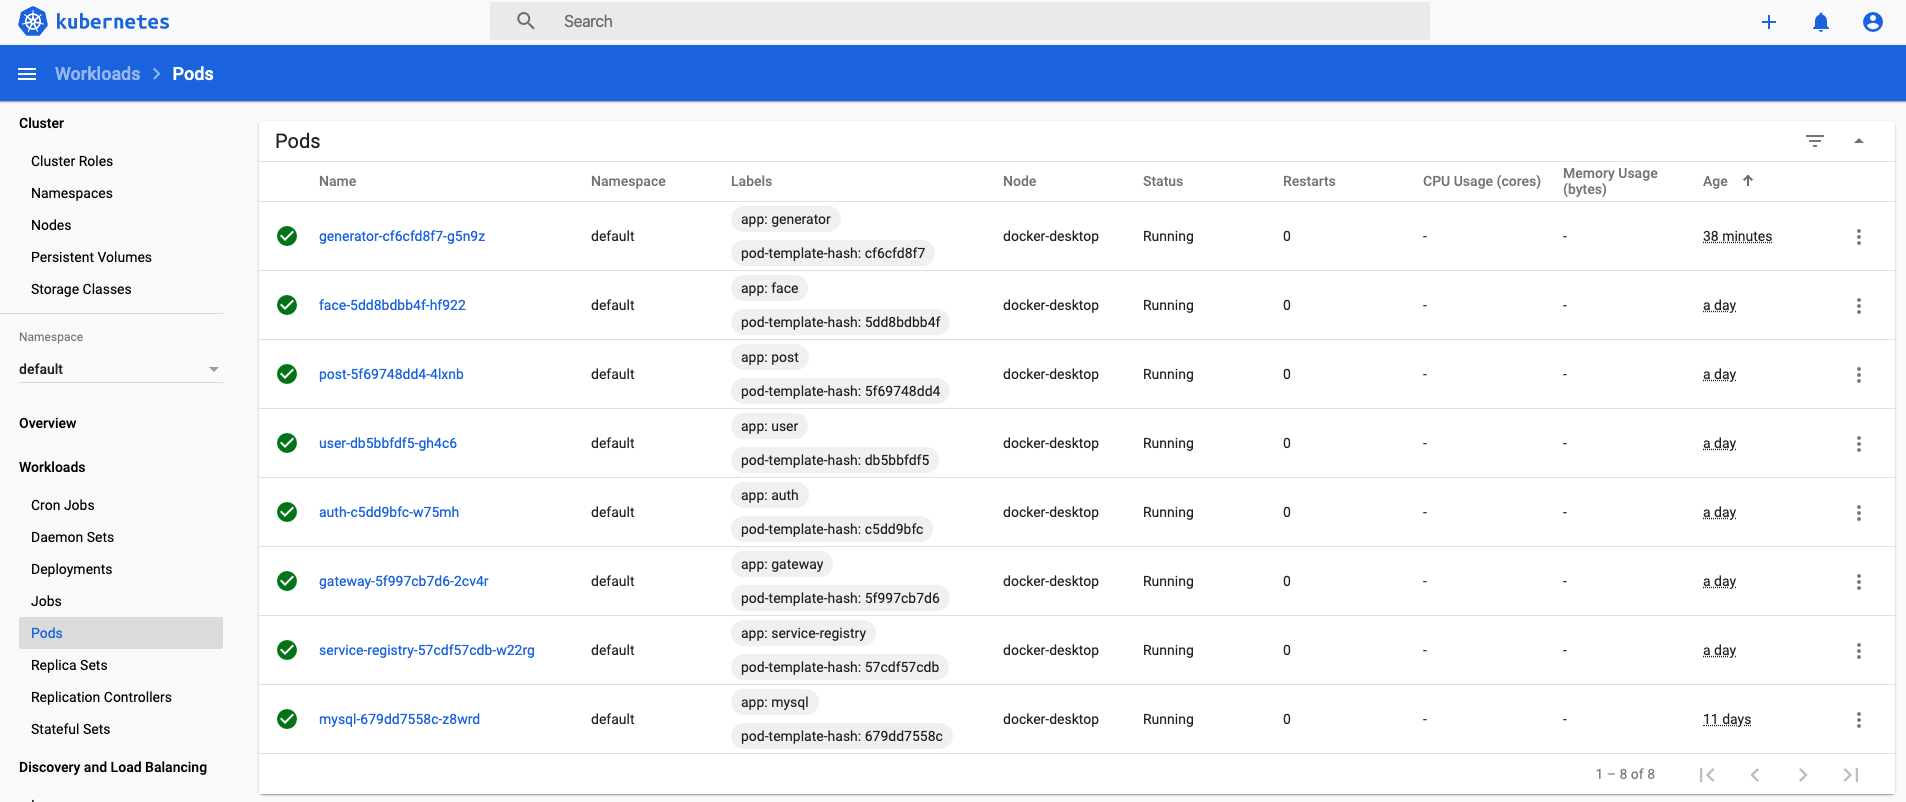 kubernetes
Search
Workloads > Pods
Cluster
Cluster Roles
Namespaces
Nodes
Persistent Volumes
Storage Classes
Namespace
default
Overview
Workloads
Cron Jobs
Daemon Sets
Deployments
Jobs
Pods
Replica Sets
Replication Controllers
Stateful Sets
Discovery and Load Balancing
Pods
Name Namespace Labels Node Status Restarts CPU Usage (cores) Memory Usage (bytes) Age
generator-cf6cfd8f7-g5n9z default app: generator docker-desktop Running 0 - - 38 minutes
pod-template-hash: cf6cfd8f7
face-5dd8bdbb4f-hf922 default app: face docker-desktop Running 0 - - a day
pod-template-hash: 5dd8bdbb4f
post-5f69748dd4-4lxnb default app: post docker-desktop Running 0 - - a day
pod-template-hash: 5f69748dd4
user-db5bbfdf5-gh4c6 default app: user docker-desktop Running 0 - - a day
pod-template-hash: db5bbfdf5
auth-c5dd9bfc-w75mh default app: auth docker-desktop Running 0 - - a day
pod-template-hash: c5dd9bfc
gateway-5f997cb7d6-2cv4r default app: gateway docker-desktop Running 0 - - a day
pod-template-hash: 5f997cb7d6
service-registry-57cdf57cdb-w22rg default app: service-registry docker-desktop Running 0 - - a day
pod-template-hash: 57cdf57cdb
mysql-679dd7558c-z8wrd default app: mysql docker-desktop Running 0 - - 11 days
pod-template-hash: 679dd7558c
1 – 8 of 8